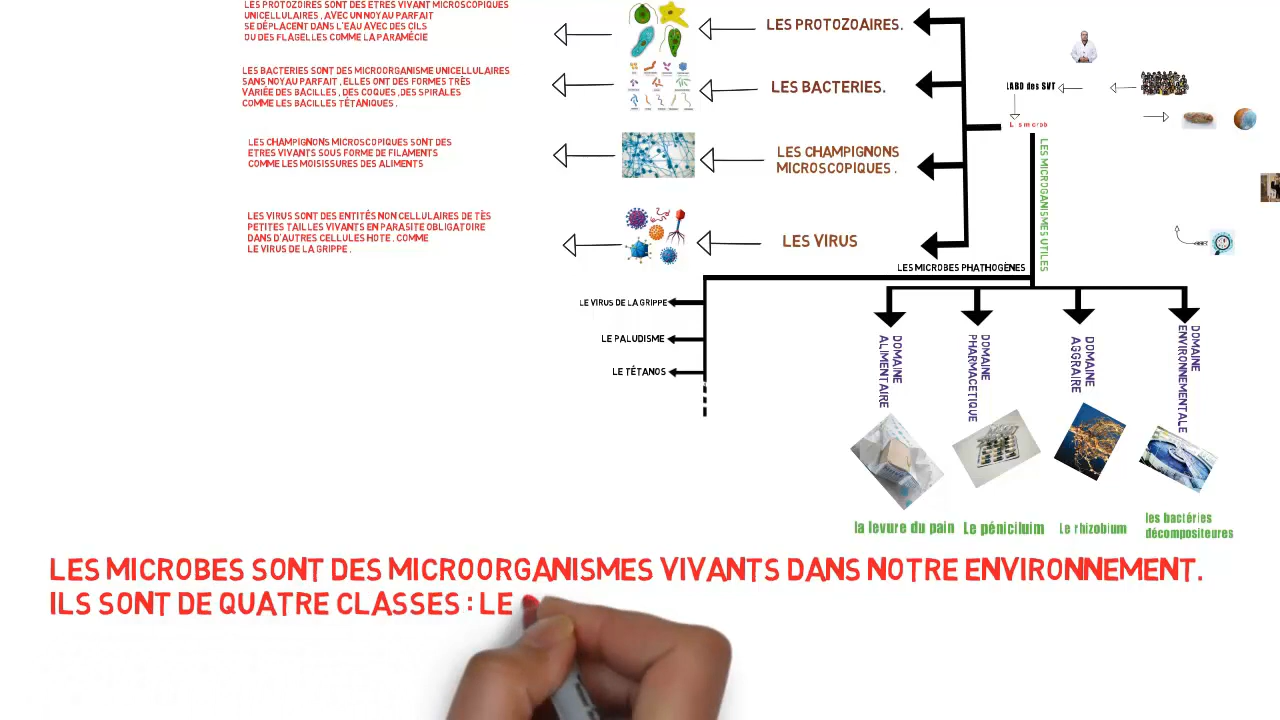 LES PROTOZOIRES SONT DES ETRES VIVANT MICROSCOPIQUES
UNICELLULAIRES , AVEC UN NOYAU PARFAIT
SE DÉPLACENT DANS L'EAU AVEC DES CILS
OU DES FLAGELLES COMME LA PARAMÉCIE
LES PROTOZOAIRES.
LES BACTERIES SONT DES MICROORGANISME UNICELLULAIRES
SANS NOYAU PARFAIT , ELLES ONT DES FORMES TRÈS
VARIÉE DES BACILLES , DES COQUES ,DES SPIRALES
COMME LES BACILLES TÉTANIQUES .
LES BACTERIES.
LES CHAMPIGNONS MICROSCOPIQUES SONT DES
ETRES VIVANTS SOUS FORME DE FILAMENTS
COMME LES MOISISSURES DES ALIMENTS
LES CHAMPIGNONS
MICROSCOPIQUES .
LES VIRUS SONT DES ENTITÉS NON CELLULAIRES DE TÈS
PETITES TAILLES VIVANTS EN PARASITE OBLIGATOIRE
DANS D'AUTRES CELLULES HOTE . COMME
LE VIRUS DE LA GRIPPE .
LES VIRUS
LABO des SVT
L es microb
LES MICRGANISMES UTILES
LES MICROBES PHATHOGÈNES
LE VIRUS DE LA GRIPPE
LE PALUDISME
LE TÉTANOS
DOMAINE
ALIMENTAIRE
DOMAINE
PHARMACETIQUE
DOMAINE
AGGRAIRE
DOMAINE
ENVIRONNEMENTALE
la levure du pain
Le péniciluim
Le rhizobium
les bactéries
décompositeures
LES MICROBES SONT DES MICROORGANISMES VIVANTS DANS NOTRE ENVIRONNEMENT.
ILS SONT DE QUATRE CLASSES : LE